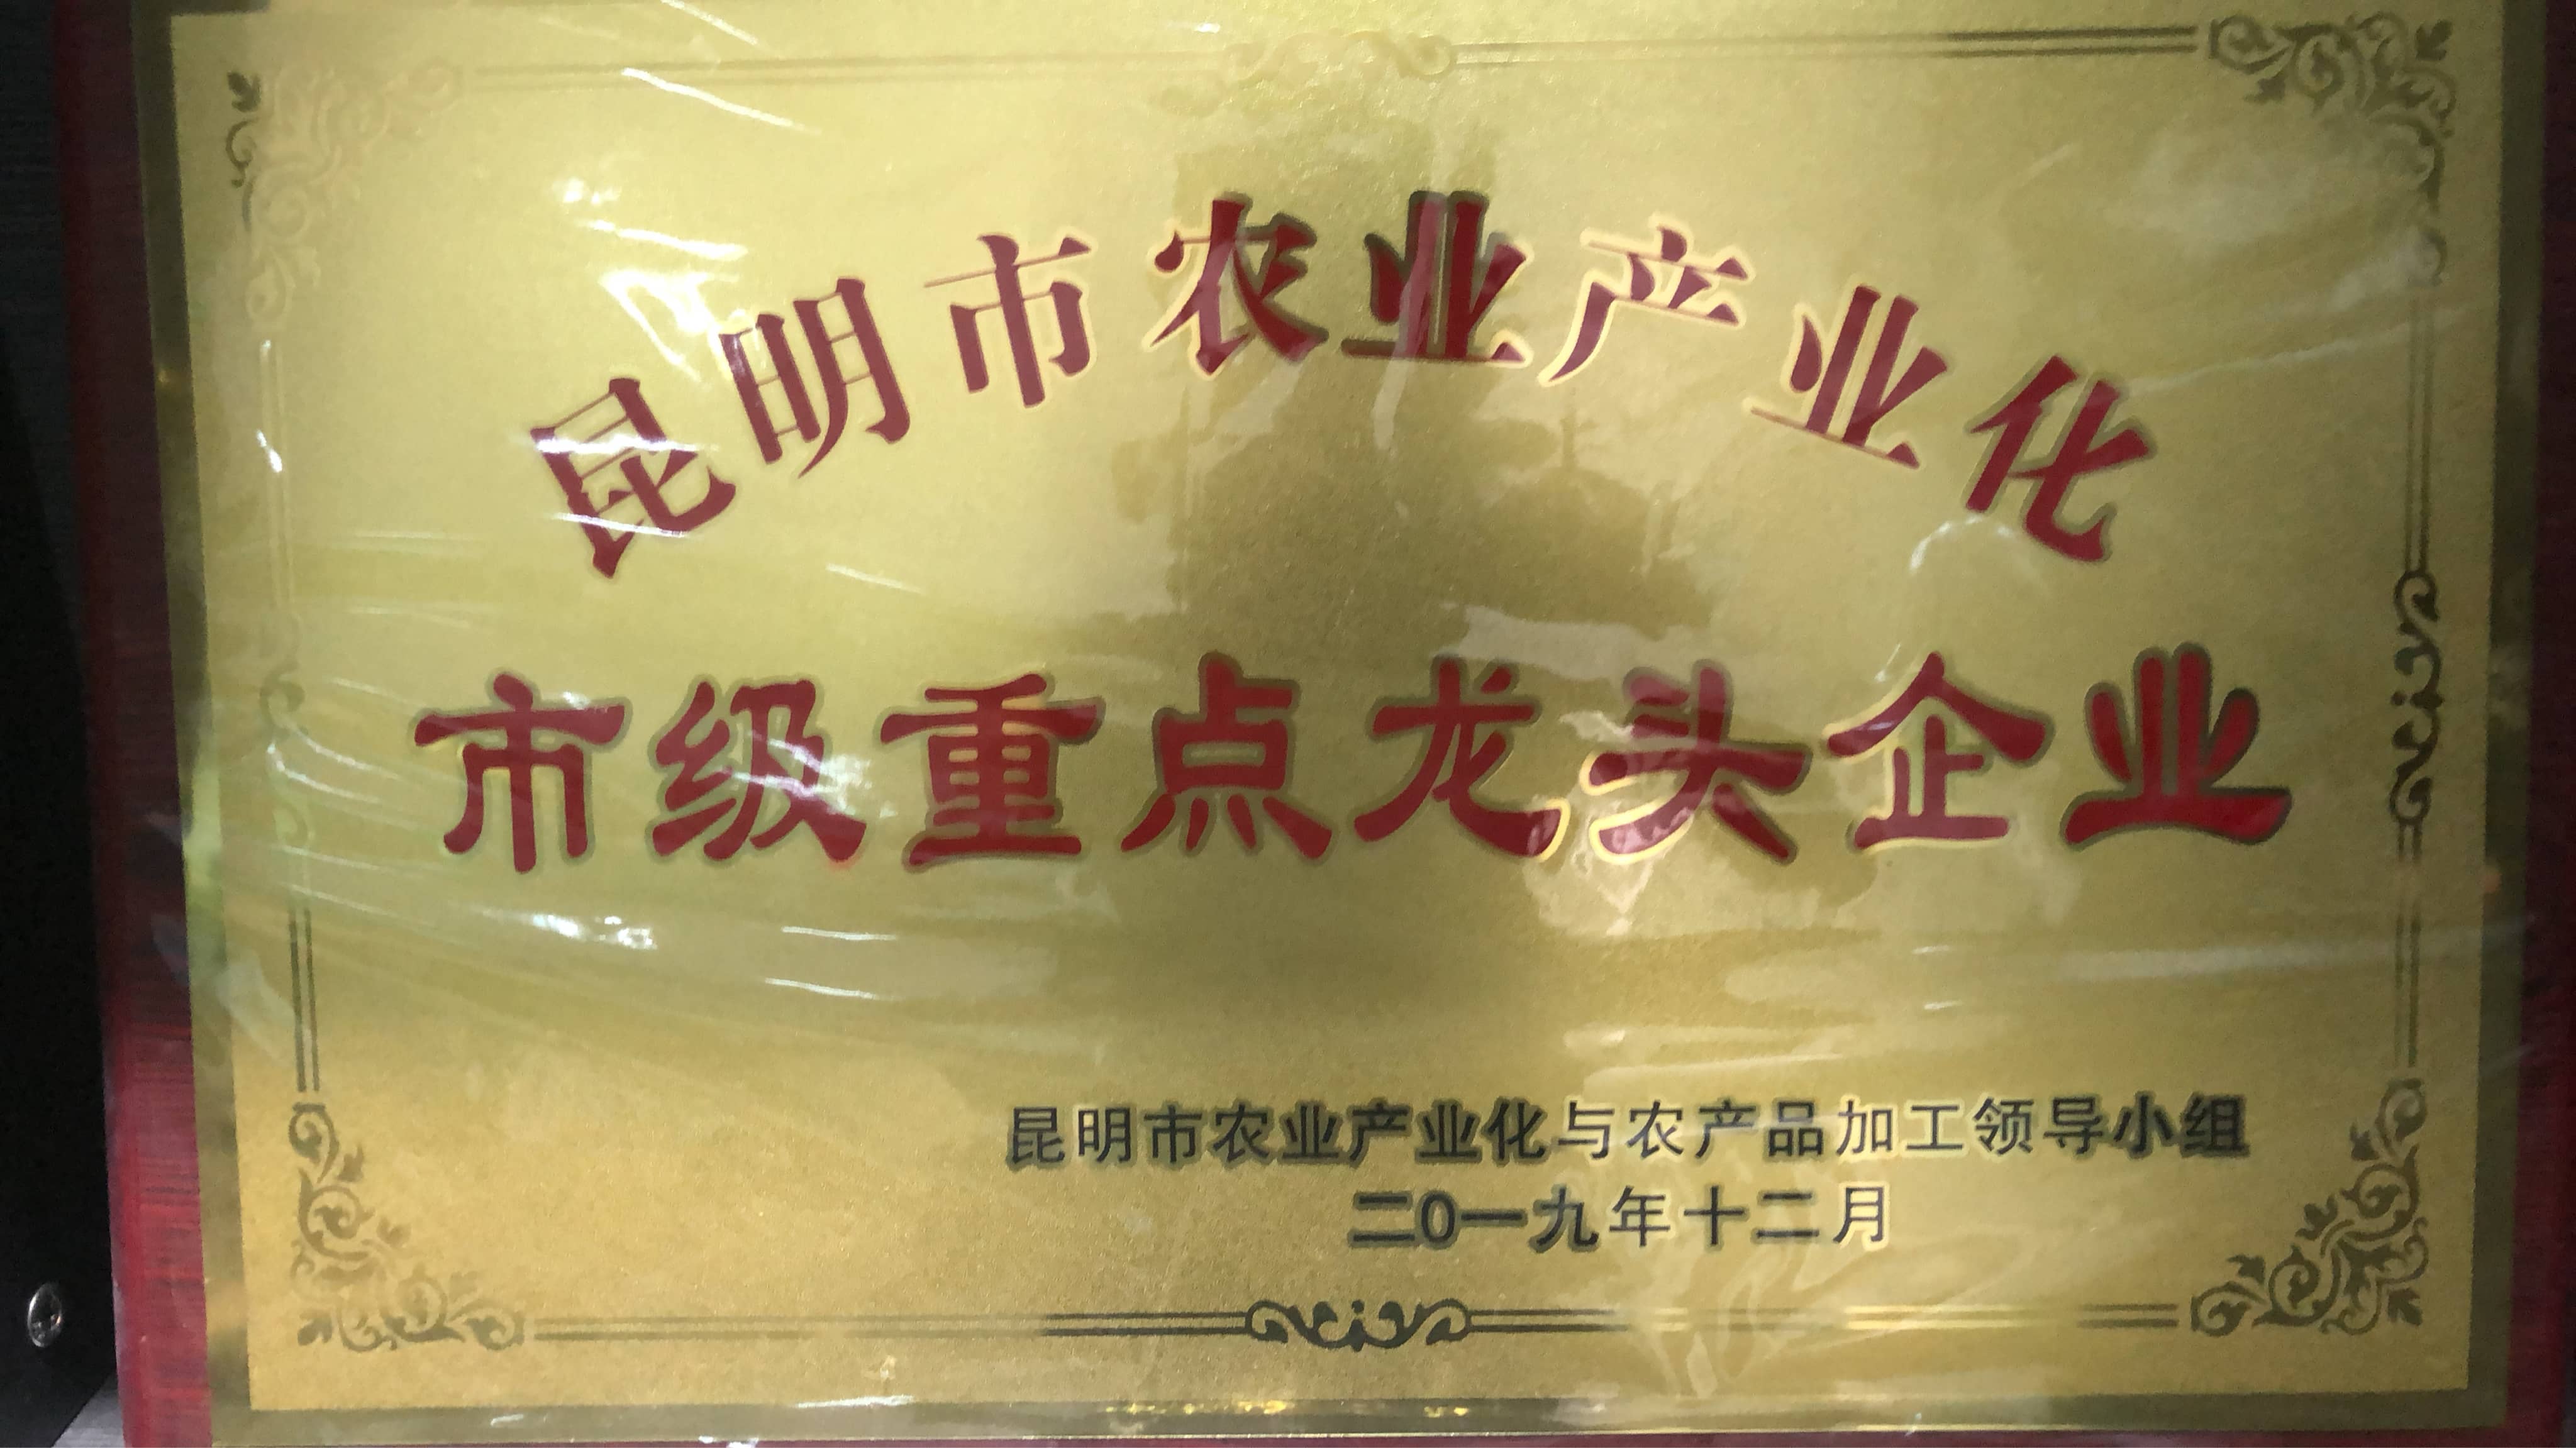 昆明市农业产业化
市级重点龙头企业
昆明市农业产业化与农产品加工领导小组
二0一九年十二月